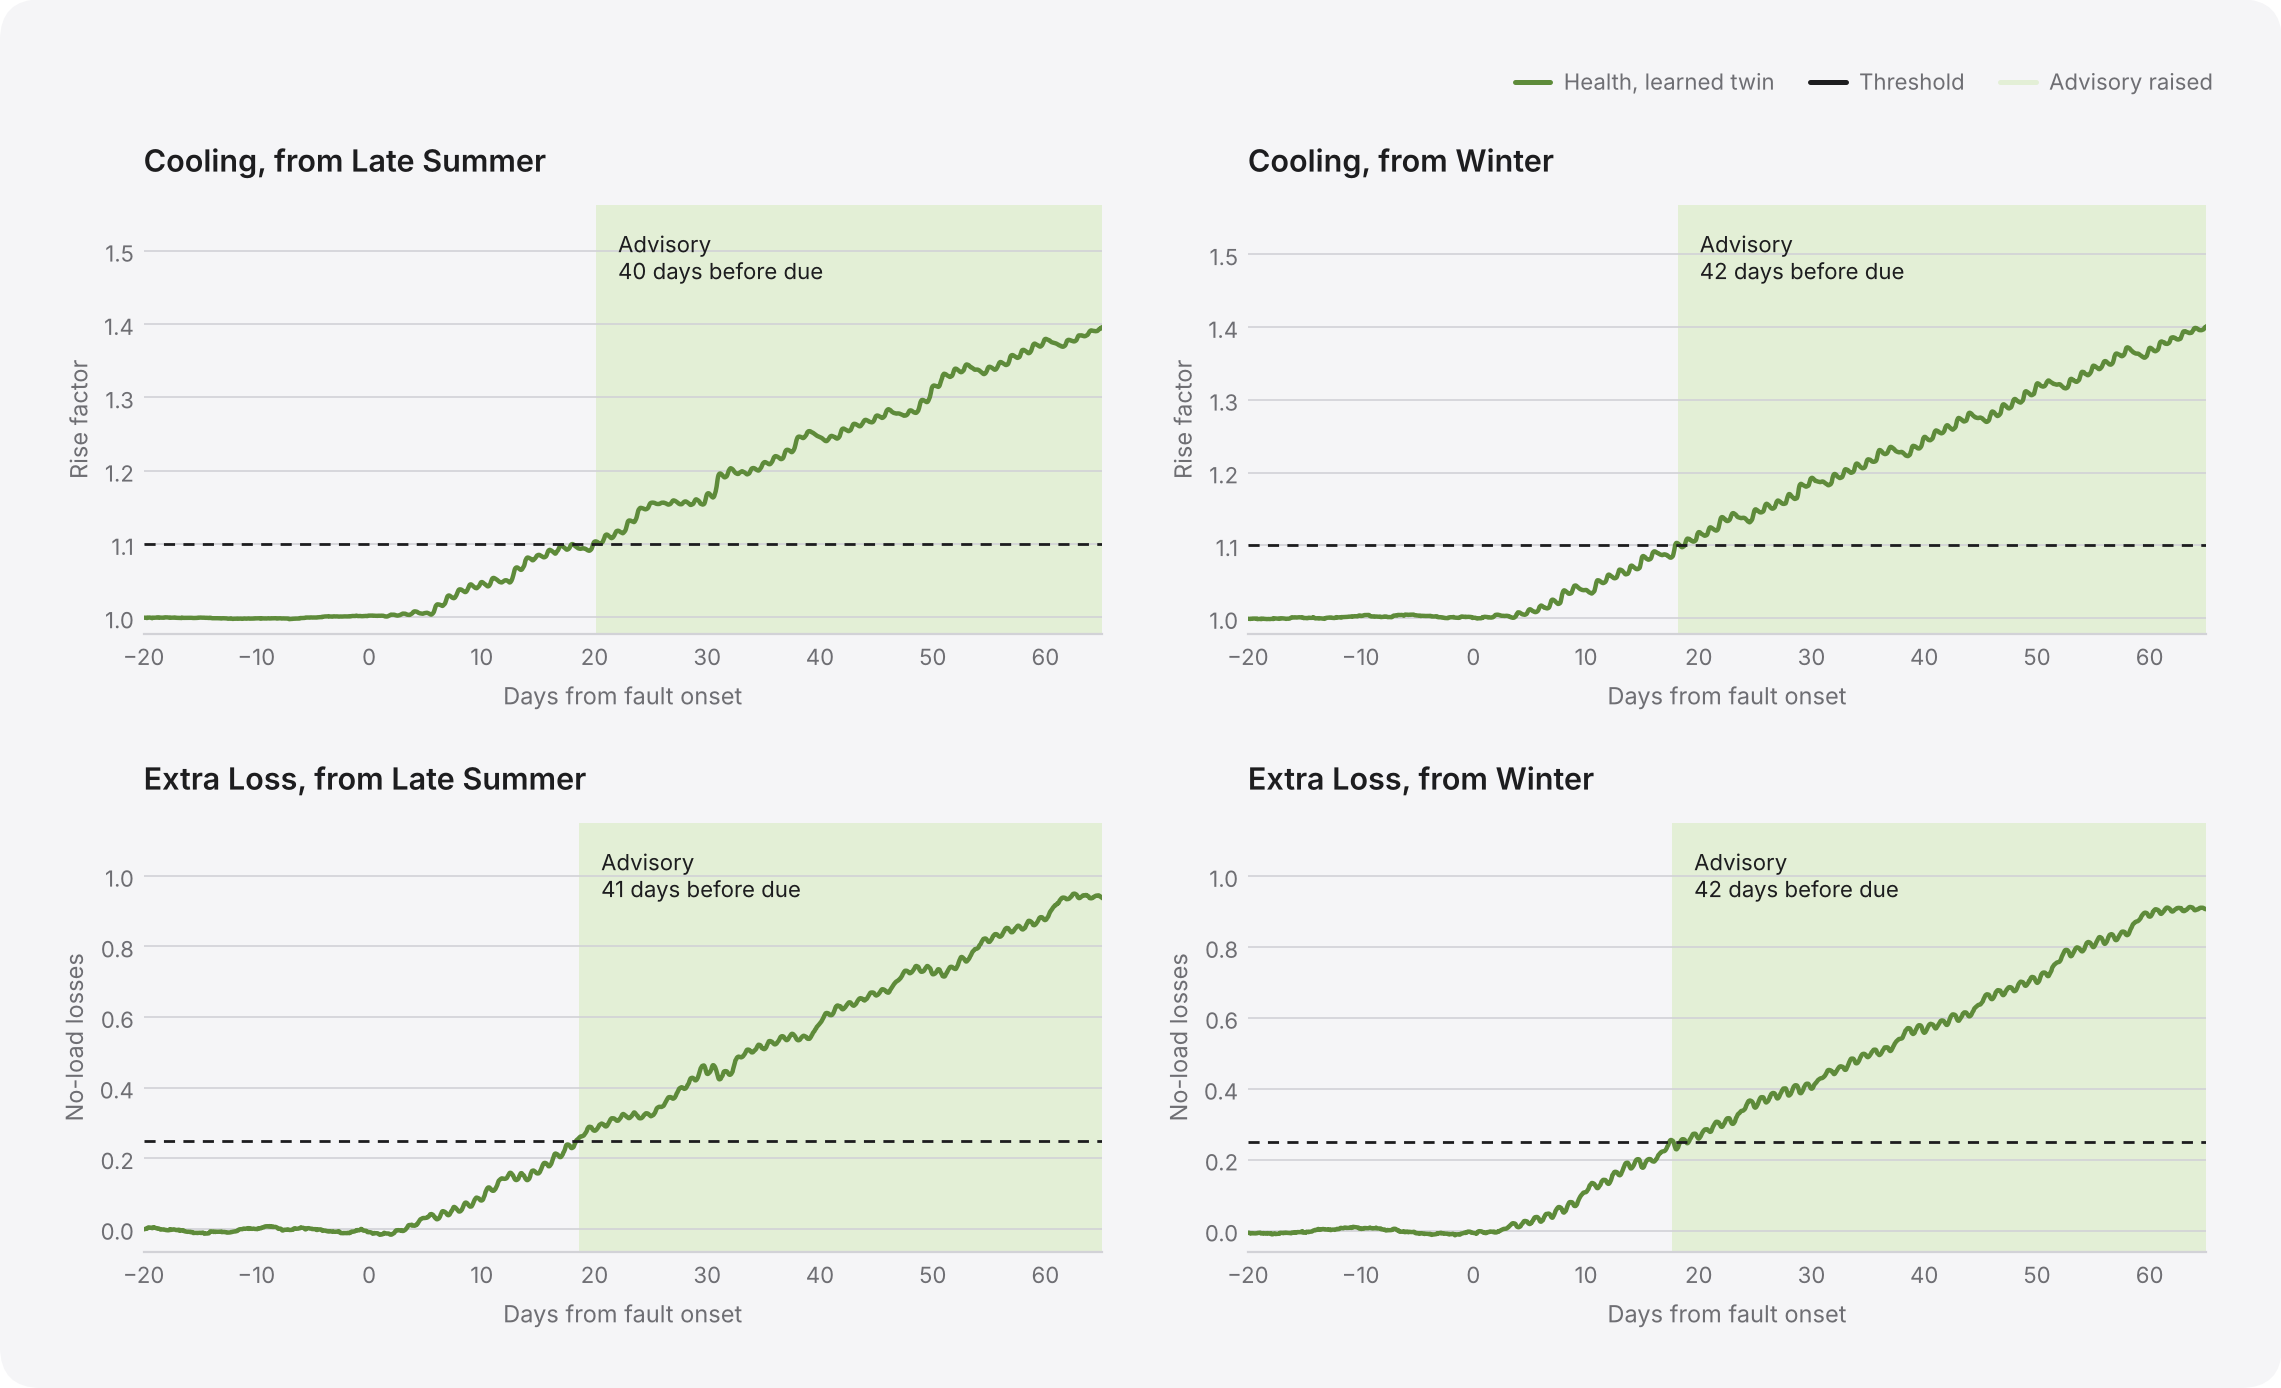 Health, learned twin
Threshold
Advisory raised
Cooling, from Late Summer
Advisory
40 days before due
Rise factor
1.5
1.4
1.3
1.2
1.1
1.0
−20 −10 0 10 20 30 40 50 60
Days from fault onset
Cooling, from Winter
Advisory
42 days before due
Rise factor
1.5
1.4
1.3
1.2
1.1
1.0
−20 −10 0 10 20 30 40 50 60
Days from fault onset
Extra Loss, from Late Summer
Advisory
41 days before due
No-load losses
1.0
0.8
0.6
0.4
0.2
0.0
−20 −10 0 10 20 30 40 50 60
Days from fault onset
Extra Loss, from Winter
Advisory
42 days before due
No-load losses
1.0
0.8
0.6
0.4
0.2
0.0
−20 −10 0 10 20 30 40 50 60
Days from fault onset